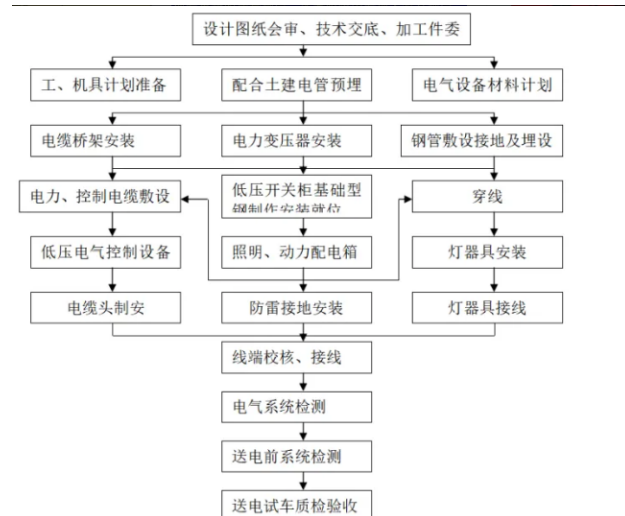 设计图纸会审、技术交底、加工件委
工、机具计划准备
配合土建电管预埋
电气设备材料计划
电缆桥架安装
电力变压器安装
钢管敷设接地及埋设
电力、控制电缆敷设
低压开关柜基础型
钢制作安装就位
穿线
低压电气控制设备
照明、动力配电箱
灯器具安装
电缆头制安
防雷接地安装
灯器具接线
线端校核、接线
电气系统检测
送电前系统检测
送电试车质检验收